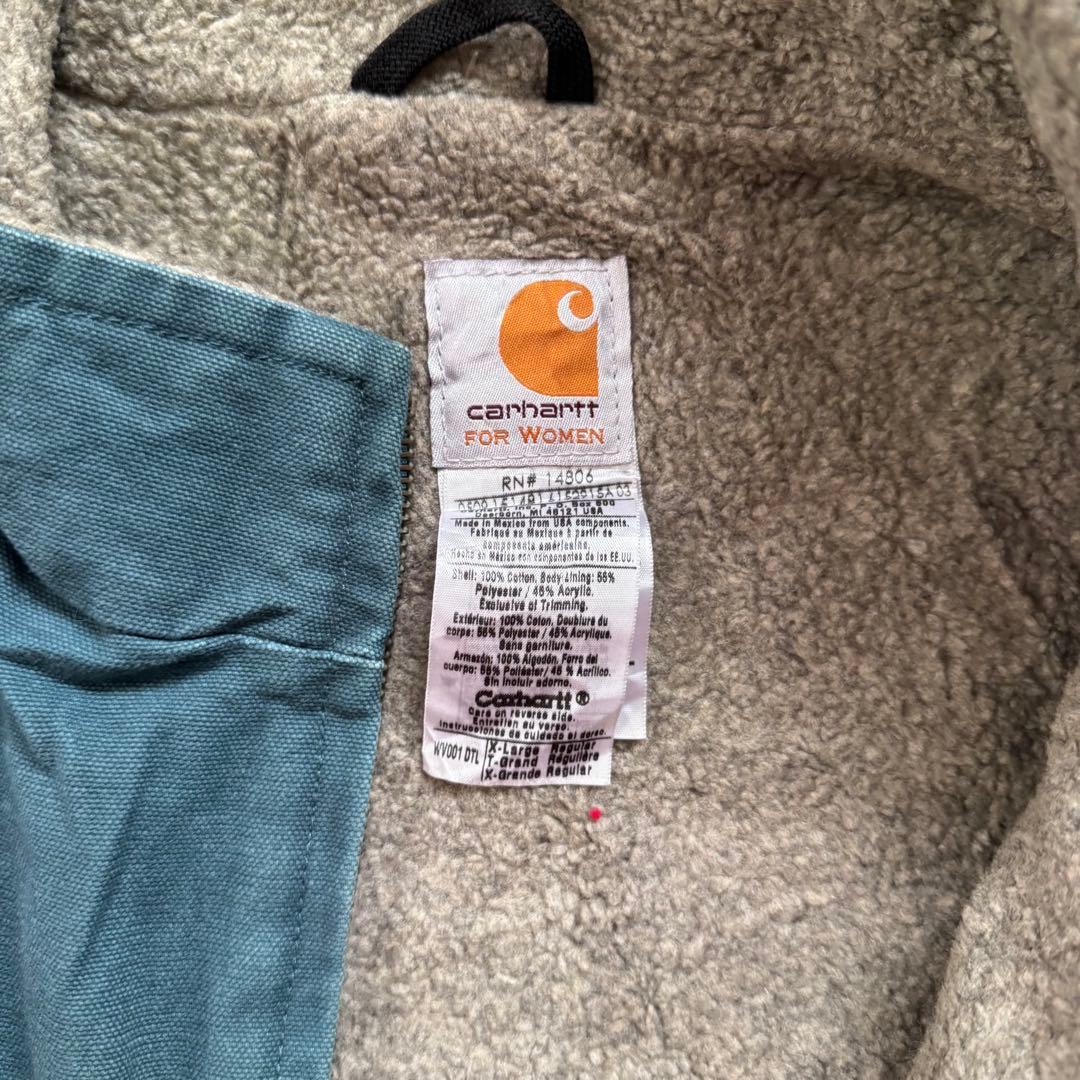 carhartt
FOR WOMEN
RN# 14806
Dearborn, MI 48121 USA
Made in Mexico from USA components.
Fabriqué au Mexique à partir de
composants américains.
Hecho en México con componentes de los EE.UU.
Shell: 100% Cotton, Body Lining: 55%
Polyester / 45% Acrylic.
Exclusive of Trimming.
Extérieur: 100% Coton, Doublure du
corps: 55% Polyester / 45% Acrylique.
Sans garniture.
Armazón: 100% Algodón, Forro del
cuerpo: 55% Poliéster/ 45 % Acrílico.
Sin incluir adorno.
Carhartt®
Care on reverse side.
Entretien au verso.
Instrucciones de cuidado al dorso.
WV001 DTL
X-Large Regular
T-Grand Régulière
X-Grande Regular